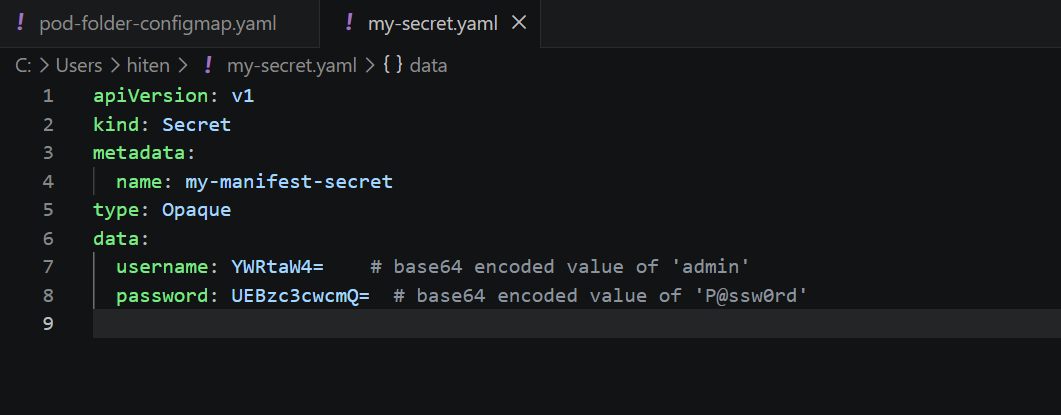 ! pod-folder-configmap.yaml ! my-secret.yaml ×
C: > Users > hiten > ! my-secret.yaml > { } data
1 apiVersion: v1
2 kind: Secret
3 metadata:
4 name: my-manifest-secret
5 type: Opaque
6 data:
7 username: YWRtaW4= # base64 encoded value of 'admin'
8 password: UEBzc3cwcmQ= # base64 encoded value of 'P@ssw0rd'
9